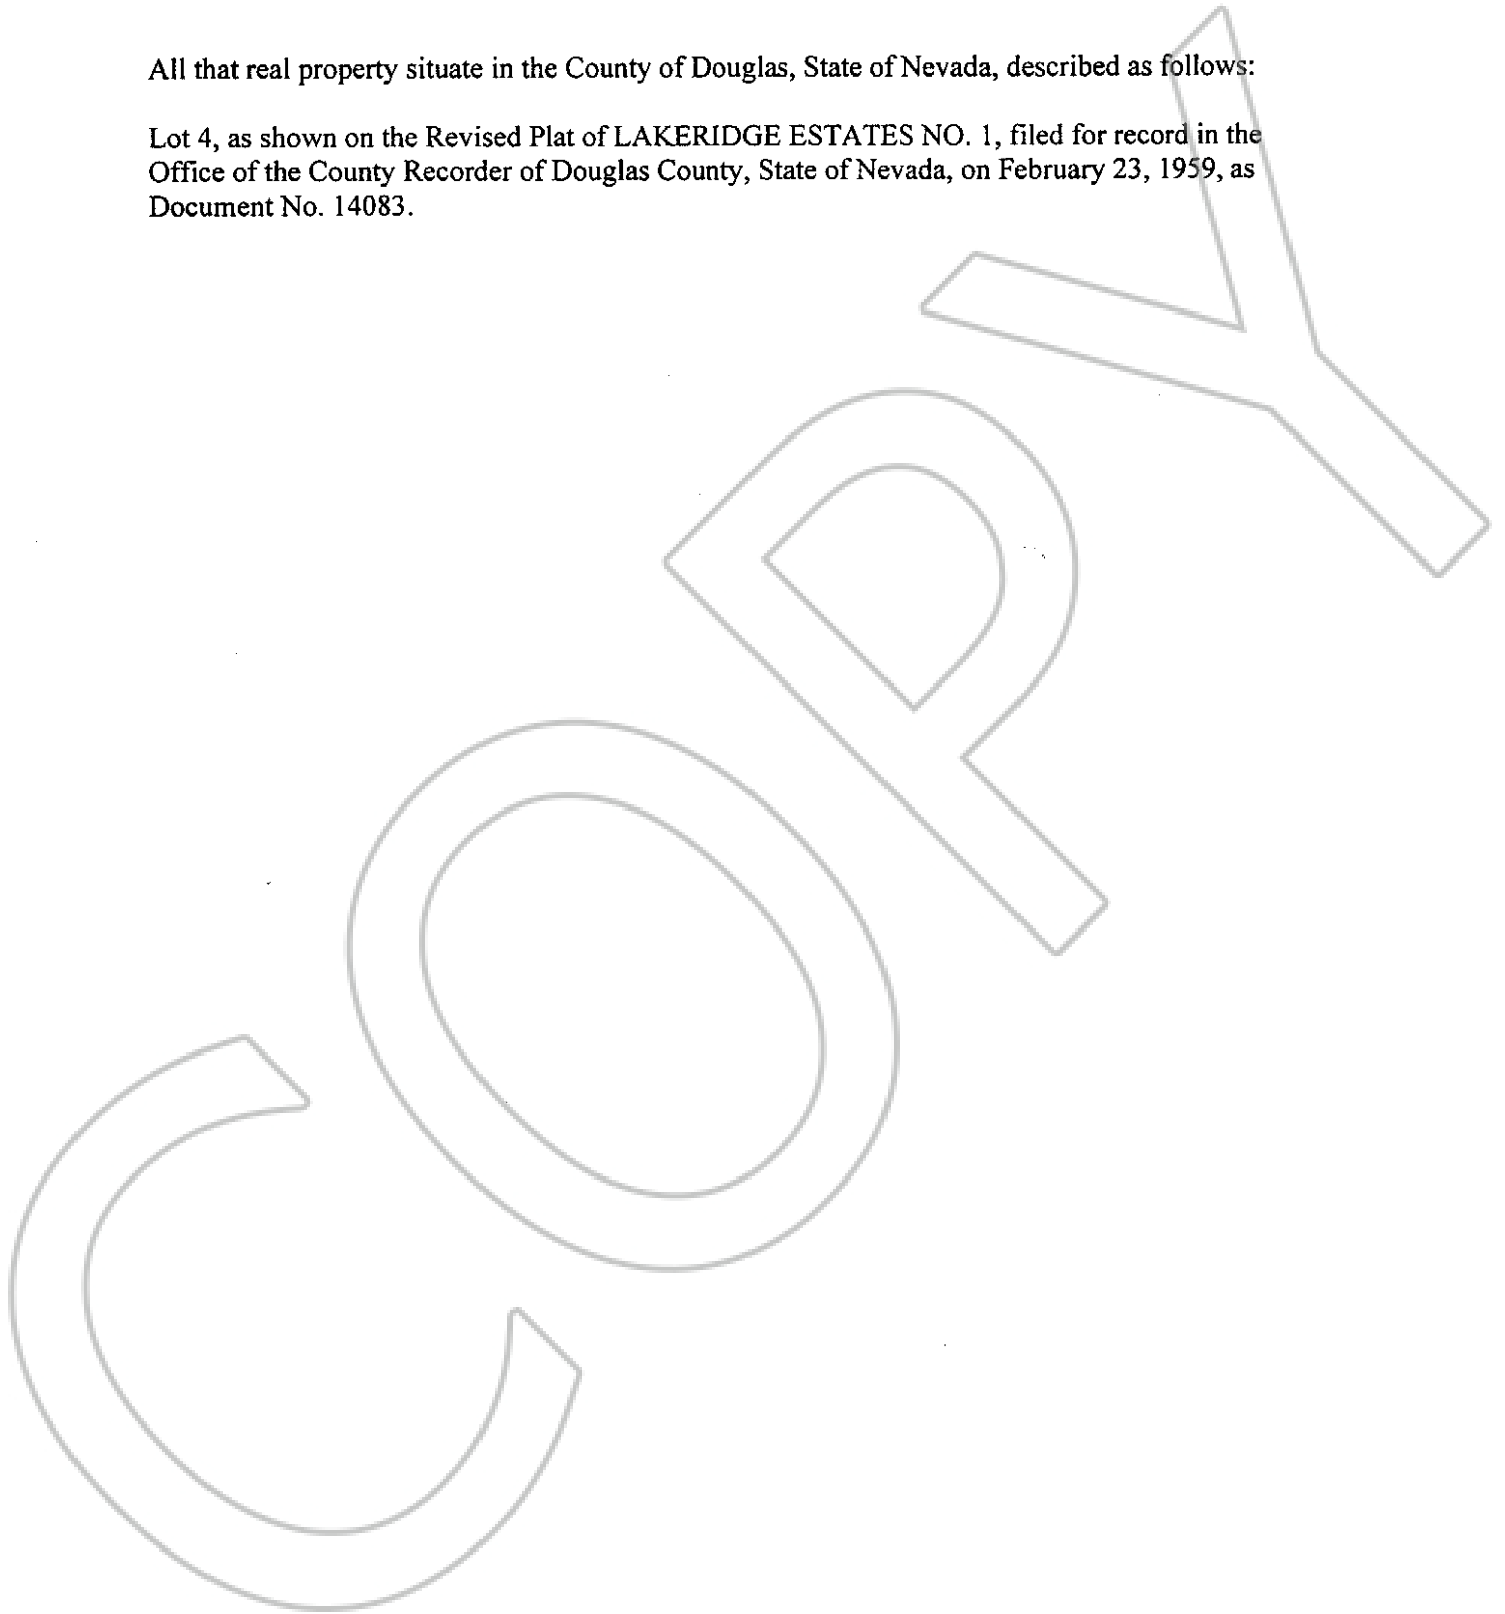 All that real property situate in the County of Douglas, State of Nevada, described as follows:
Lot 4, as shown on the Revised Plat of LAKERIDGE ESTATES NO. 1, filed for record in the
Office of the County Recorder of Douglas County, State of Nevada, on February 23, 1959, as
Document No. 14083.
COPY